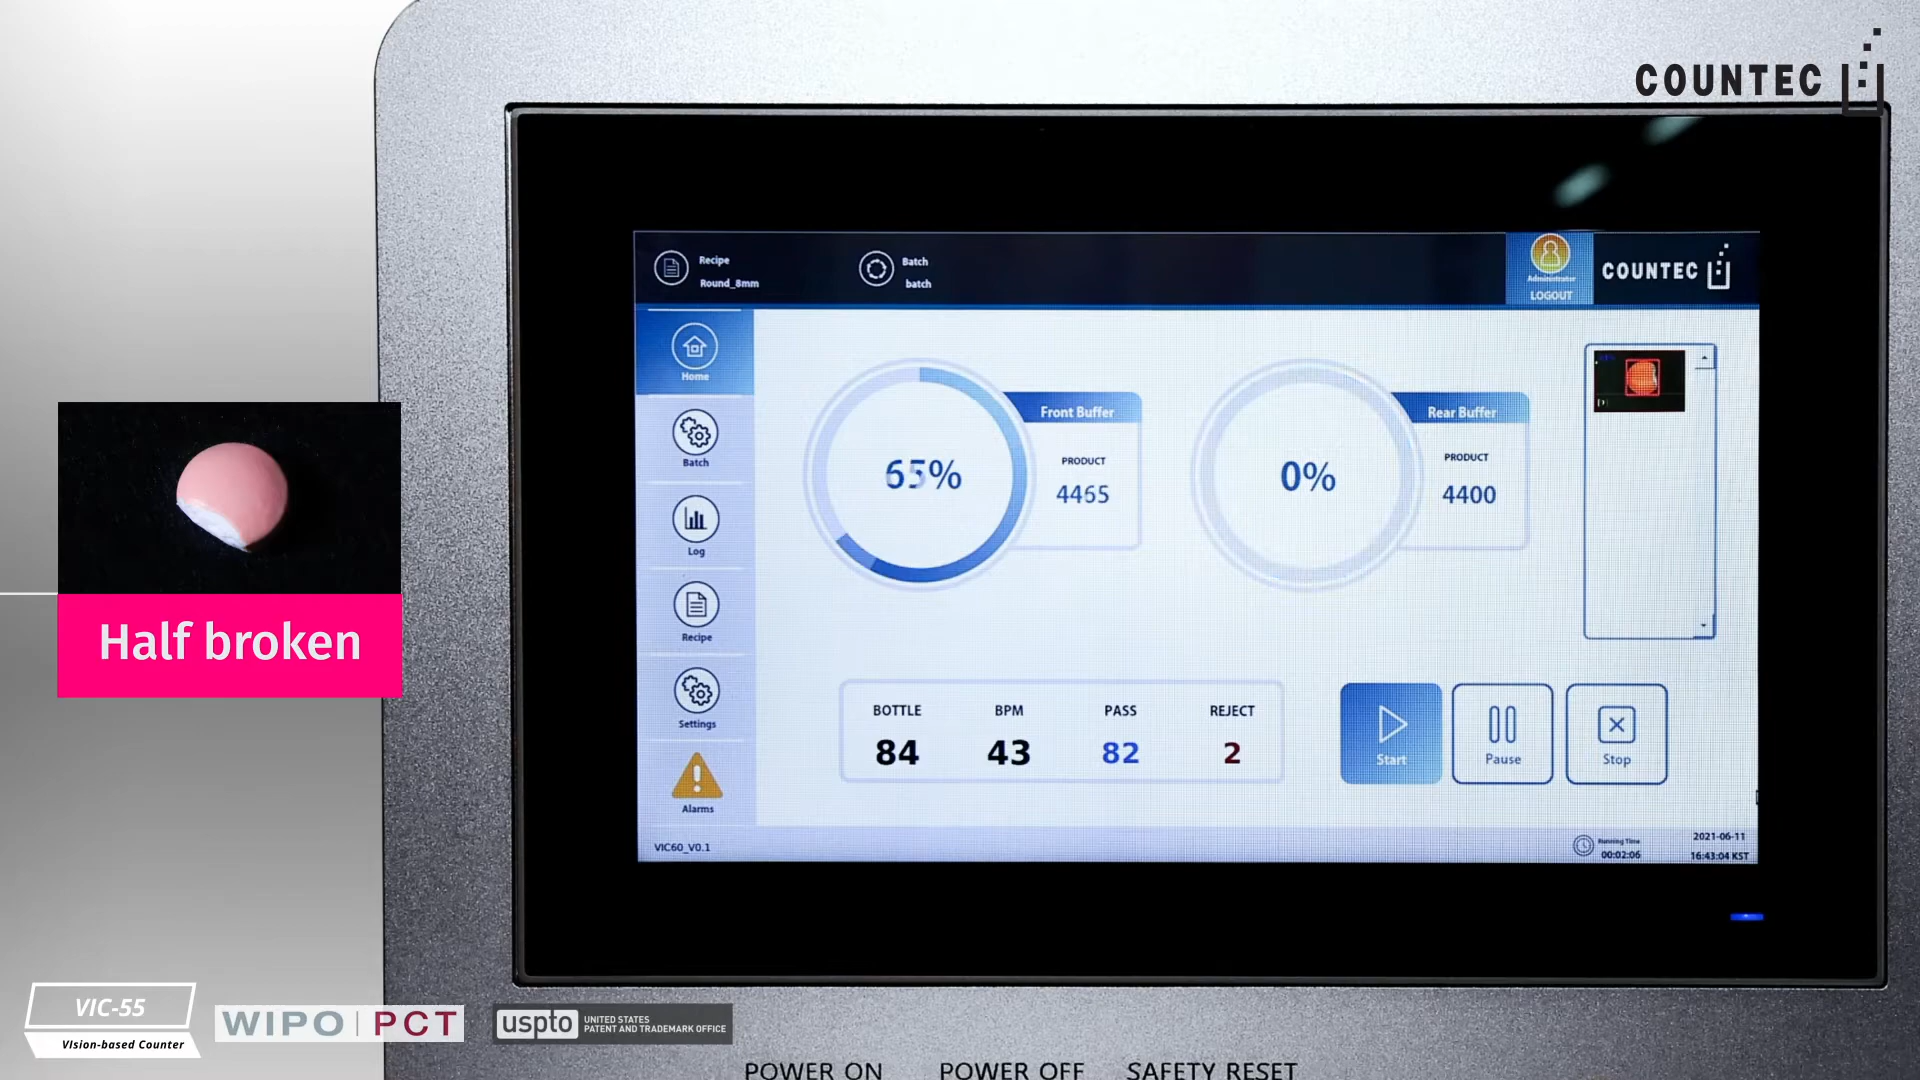 COUNTEC
Recipe
Round_8mm
Batch
batch
Administrator
LOGOUT
COUNTEC
Home
Batch
Log
Recipe
Settings
Alarms
65%
Front Buffer
PRODUCT
4465
0%
Rear Buffer
PRODUCT
4400
BOTTLE
BPM
PASS
REJECT
84
43
82
2
Start
Pause
Stop
VIC60_V0.1
Running Time
00:02:06
2021-06-11
16:43:04 KST
Half broken
VIC-55
VIsion-based Counter
WIPO | PCT
uspto
UNITED STATES
PATENT AND TRADEMARK OFFICE
POWER ON
POWER OFF
SAFETY RESET